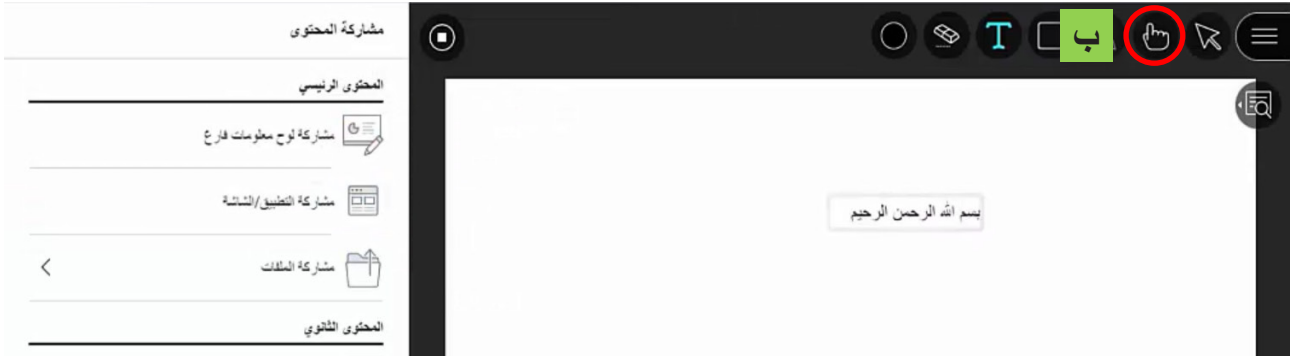 مشاركة المحتوى
المحتوى الرئيسي
مشاركة لوح معلومات فارغ
مشاركة التطبيق/الشاشة
مشاركة الملفات
المحتوى الثانوي
T
ب
بسم الله الرحمن الرحيم